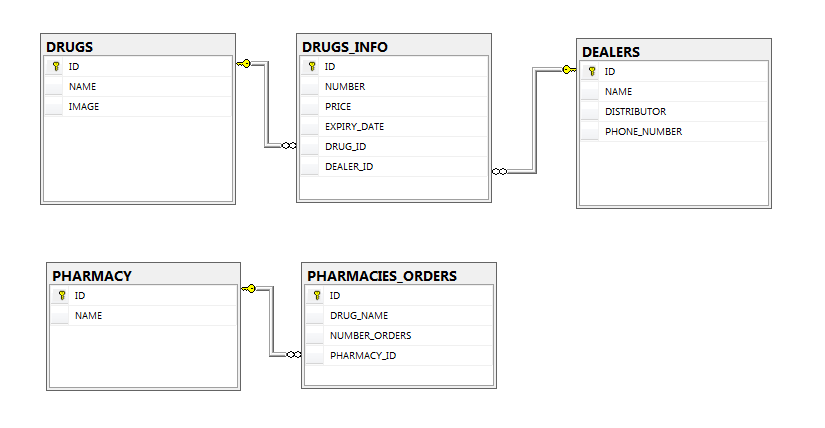 DRUGS
ID
NAME
IMAGE
DRUGS_INFO
ID
NUMBER
PRICE
EXPIRY_DATE
DRUG_ID
DEALER_ID
DEALERS
ID
NAME
DISTRIBUTOR
PHONE_NUMBER
PHARMACY
ID
NAME
PHARMACIES_ORDERS
ID
DRUG_NAME
NUMBER_ORDERS
PHARMACY_ID